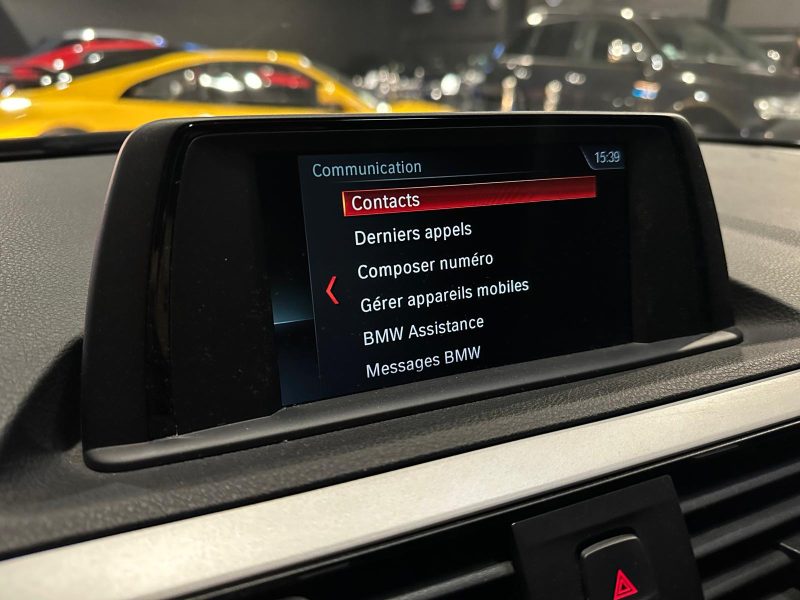 Communication
15:39
Contacts
Derniers appels
Composer numéro
Gérer appareils mobiles
BMW Assistance
Messages BMW